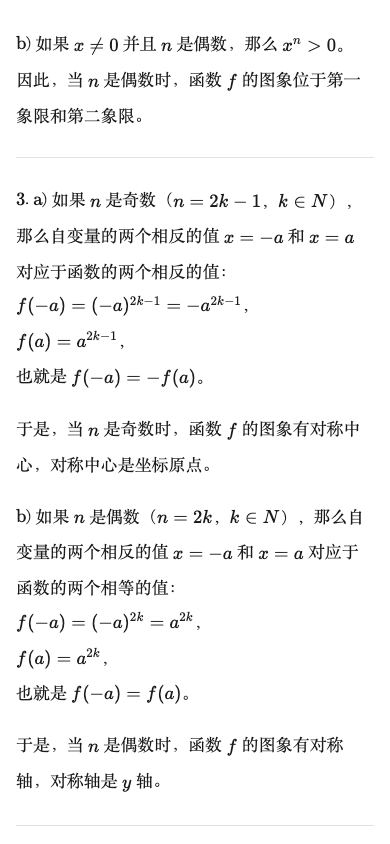 b) 如果 x ≠ 0 并且 n 是偶数，那么 xⁿ > 0。
因此，当 n 是偶数时，函数 f 的图象位于第一
象限和第二象限。
3. a) 如果 n 是奇数（n = 2k − 1，k ∈ N），
那么自变量的两个相反的值 x = −a 和 x = a
对应于函数的两个相反的值：
f(−a) = (−a)²ᵏ⁻¹ = −a²ᵏ⁻¹，
f(a) = a²ᵏ⁻¹，
也就是 f(−a) = −f(a)。
于是，当 n 是奇数时，函数 f 的图象有对称中
心，对称中心是坐标原点。
b) 如果 n 是偶数（n = 2k，k ∈ N），那么自
变量的两个相反的值 x = −a 和 x = a 对应于
函数的两个相等的值：
f(−a) = (−a)²ᵏ = a²ᵏ，
f(a) = a²ᵏ，
也就是 f(−a) = f(a)。
于是，当 n 是偶数时，函数 f 的图象有对称
轴，对称轴是 y 轴。